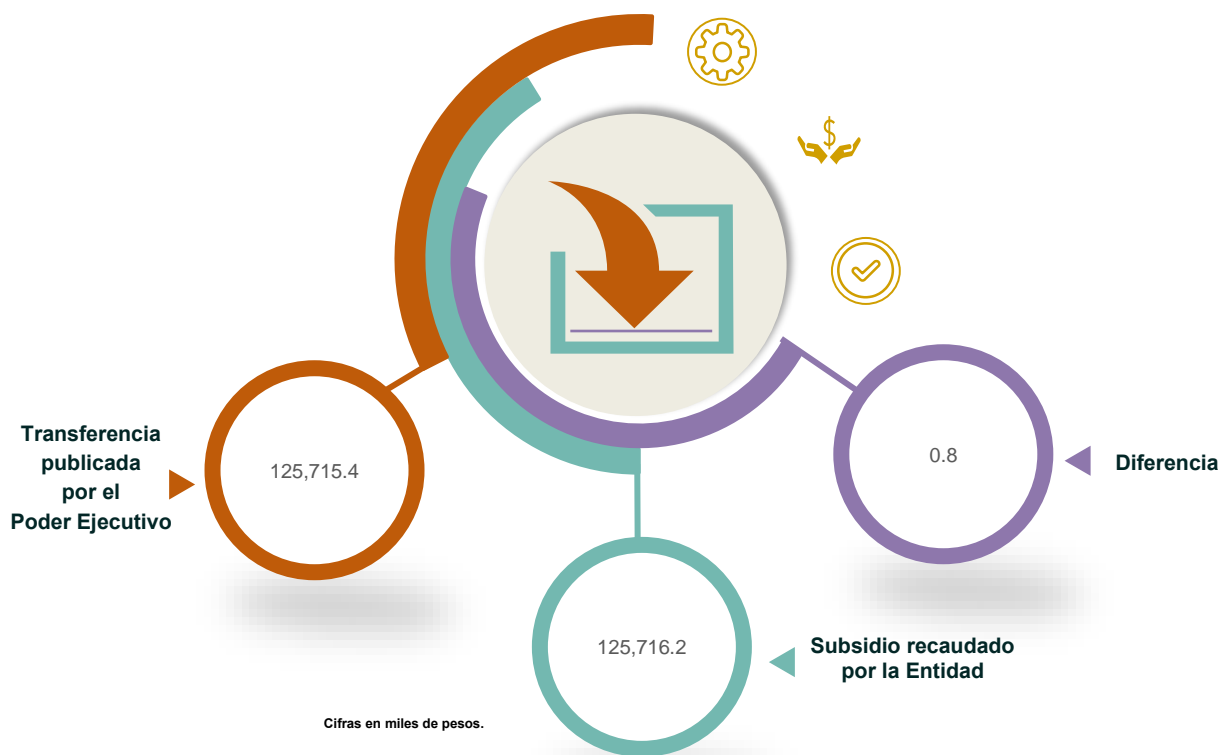 Transferencia
publicada
por el
Poder Ejecutivo
125,715.4
125,716.2
Subsidio recaudado
por la Entidad
0.8
Diferencia
$
Cifras en miles de pesos.